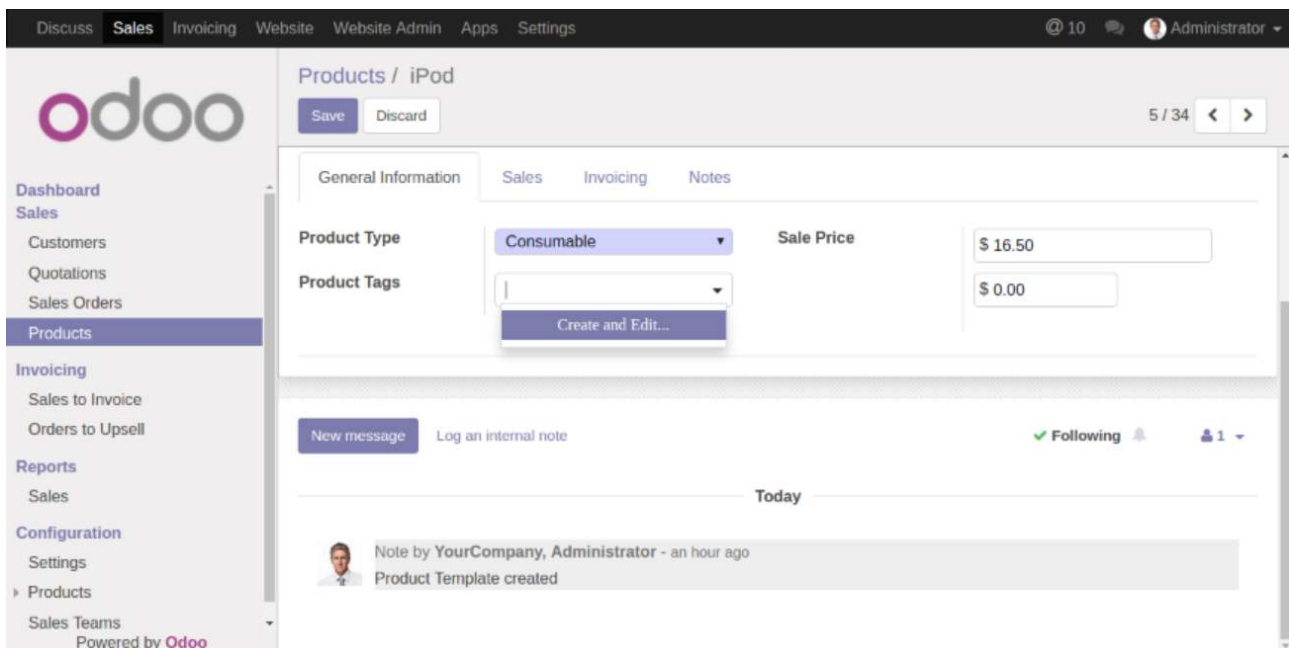 Discuss Sales Invoicing Website Website Admin Apps Settings @ 10 Administrator
odoo
Products / iPod
Save Discard 5 / 34
General Information Sales Invoicing Notes
Dashboard
Sales
Customers
Quotations
Sales Orders
Products
Invoicing
Sales to Invoice
Orders to Upsell
Reports
Sales
Configuration
Settings
Products
Sales Teams
Powered by Odoo
Product Type Consumable Sale Price $ 16.50
Product Tags $ 0.00
Create and Edit...
New message Log an internal note Following 1
Today
Note by YourCompany, Administrator - an hour ago
Product Template created